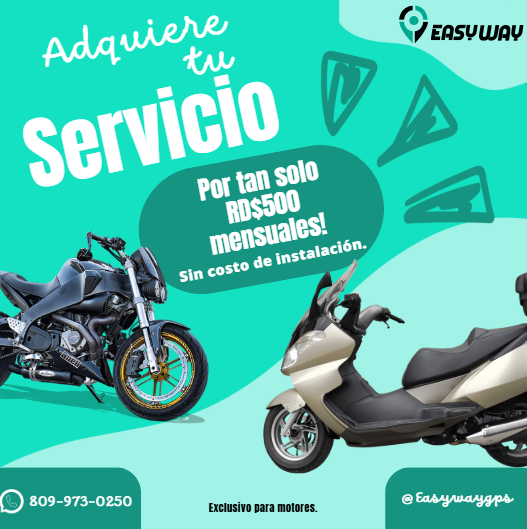 EASYWAY
Adquiere
tu
Servicio
Por tan solo
RD$500
mensuales!
Sin costo de instalación.
BUELL
809-973-0250
Exclusivo para motores.
@Easywaygps